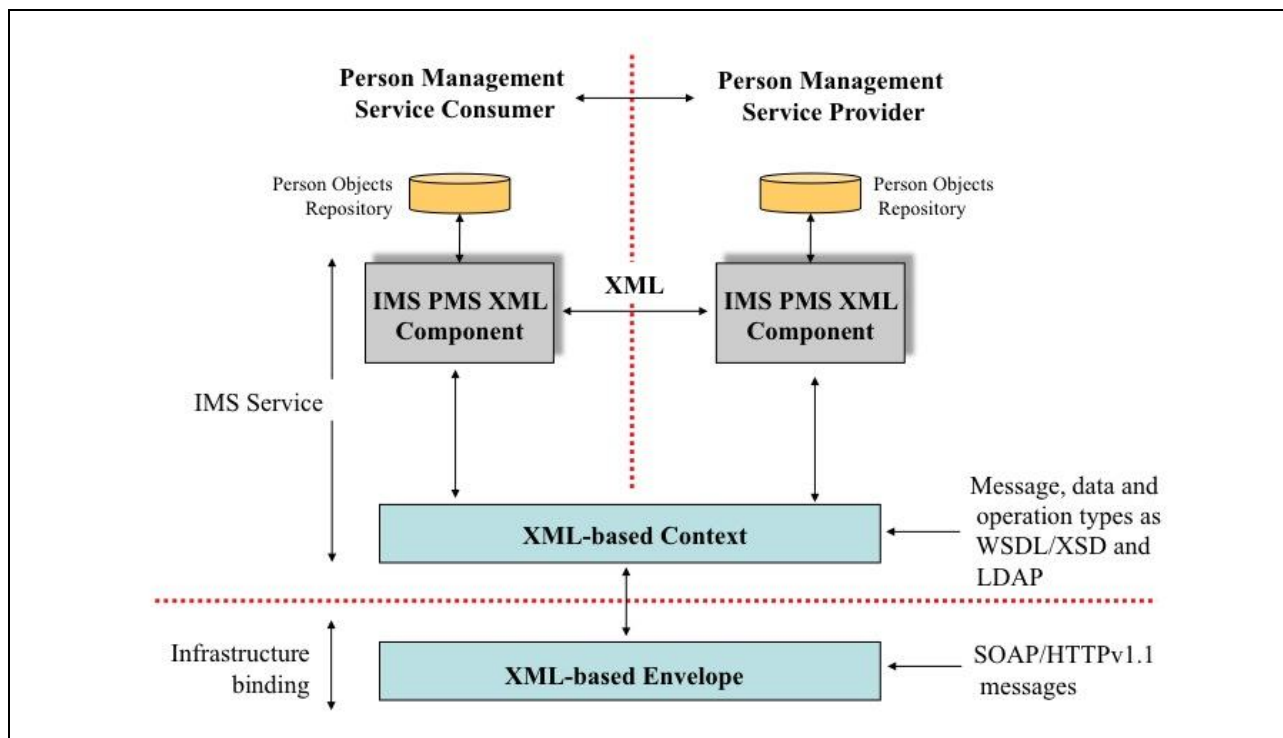 Person Management
Service Consumer
Person Management
Service Provider
Person Objects
Repository
Person Objects
Repository
IMS PMS XML
Component
XML
IMS PMS XML
Component
IMS Service
XML-based Context
Message, data and
operation types as
WSDL/XSD and
LDAP
Infrastructure
binding
XML-based Envelope
SOAP/HTTPv1.1
messages